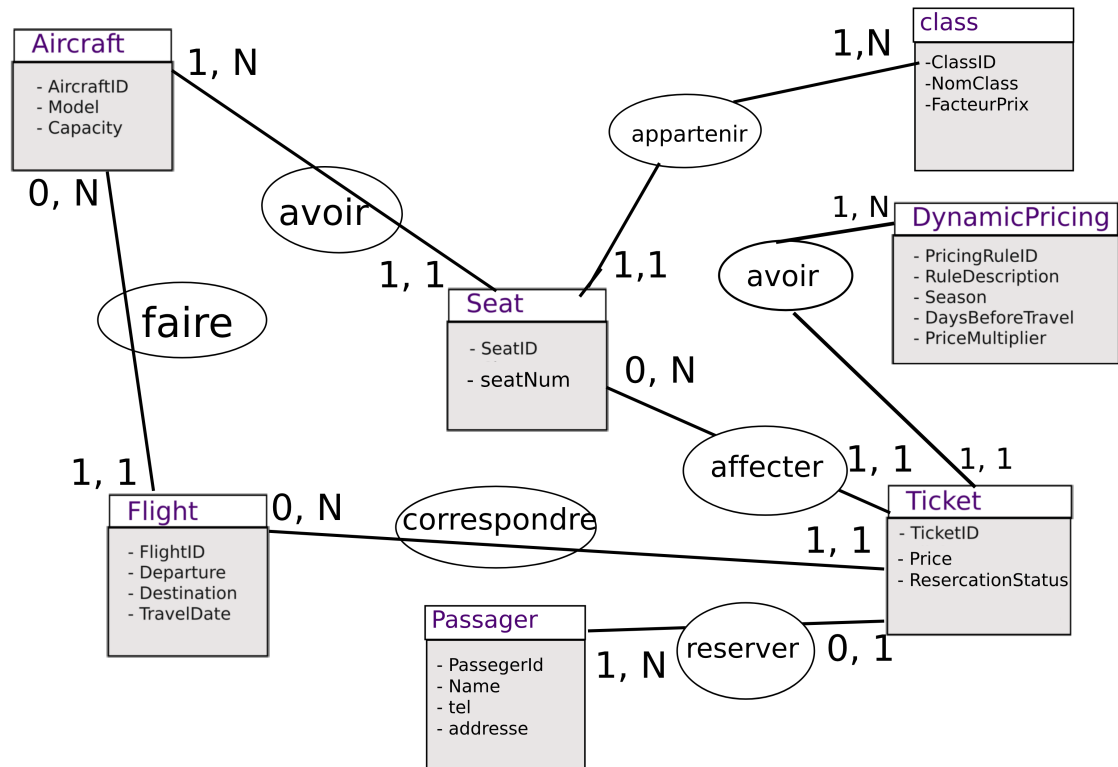 Aircraft
- AircraftID
- Model
- Capacity
1, N
0, N
avoir
1, 1
class
-ClassID
-NomClass
-FacteurPrix
1,N
appartenir
1,1
DynamicPricing
- PricingRuleID
- RuleDescription
- Season
- DaysBeforeTravel
- PriceMultiplier
1, N
avoir
1, 1
faire
1, 1
Seat
- SeatID
- seatNum
0, N
affecter
1, 1
Flight
- FlightID
- Departure
- Destination
- TravelDate
0, N
correspondre
1, 1
Ticket
- TicketID
- Price
- ResercationStatus
Passager
- PassegerId
- Name
- tel
- addresse
1, N
reserver
0, 1